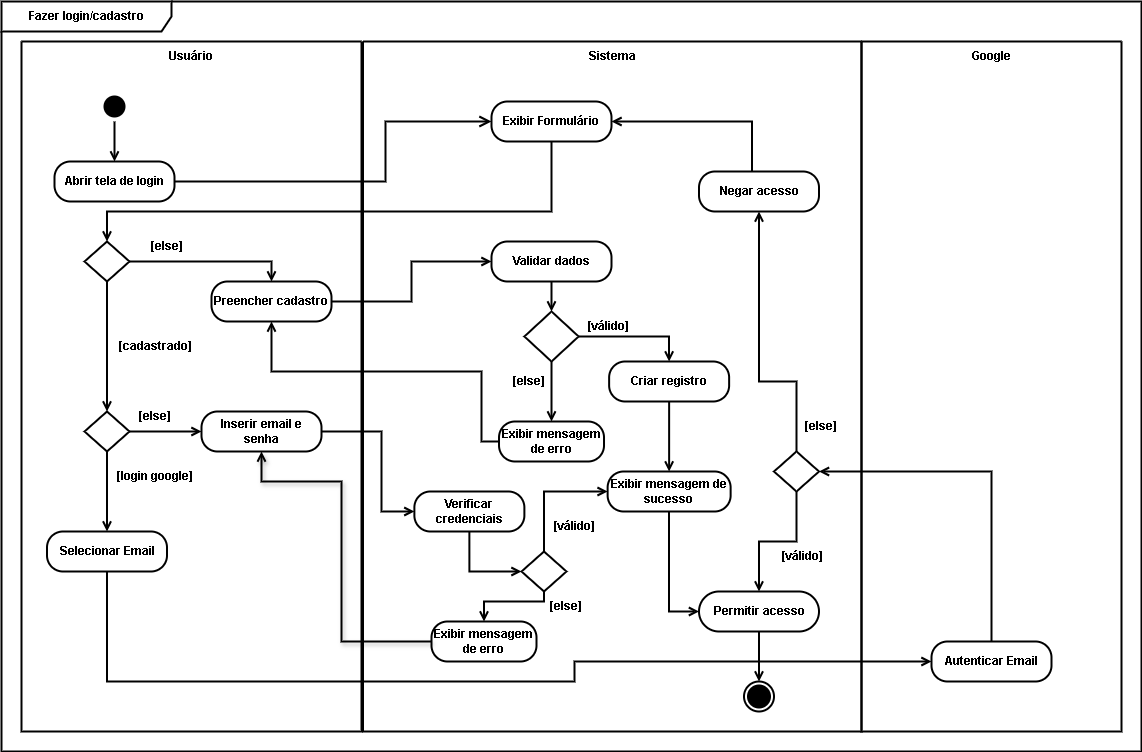 Fazer login/cadastro
Usuário
Sistema
Google
Exibir Formulário
Abrir tela de login
Negar acesso
[else]
Validar dados
Preencher cadastro
[válido]
[cadastrado]
[else]
Criar registro
[else]
Inserir email e
senha
[else]
Exibir mensagem
de erro
[login google]
Exibir mensagem de
sucesso
Verificar
credenciais
[válido]
Selecionar Email
[válido]
[else]
Permitir acesso
Exibir mensagem
de erro
Autenticar Email